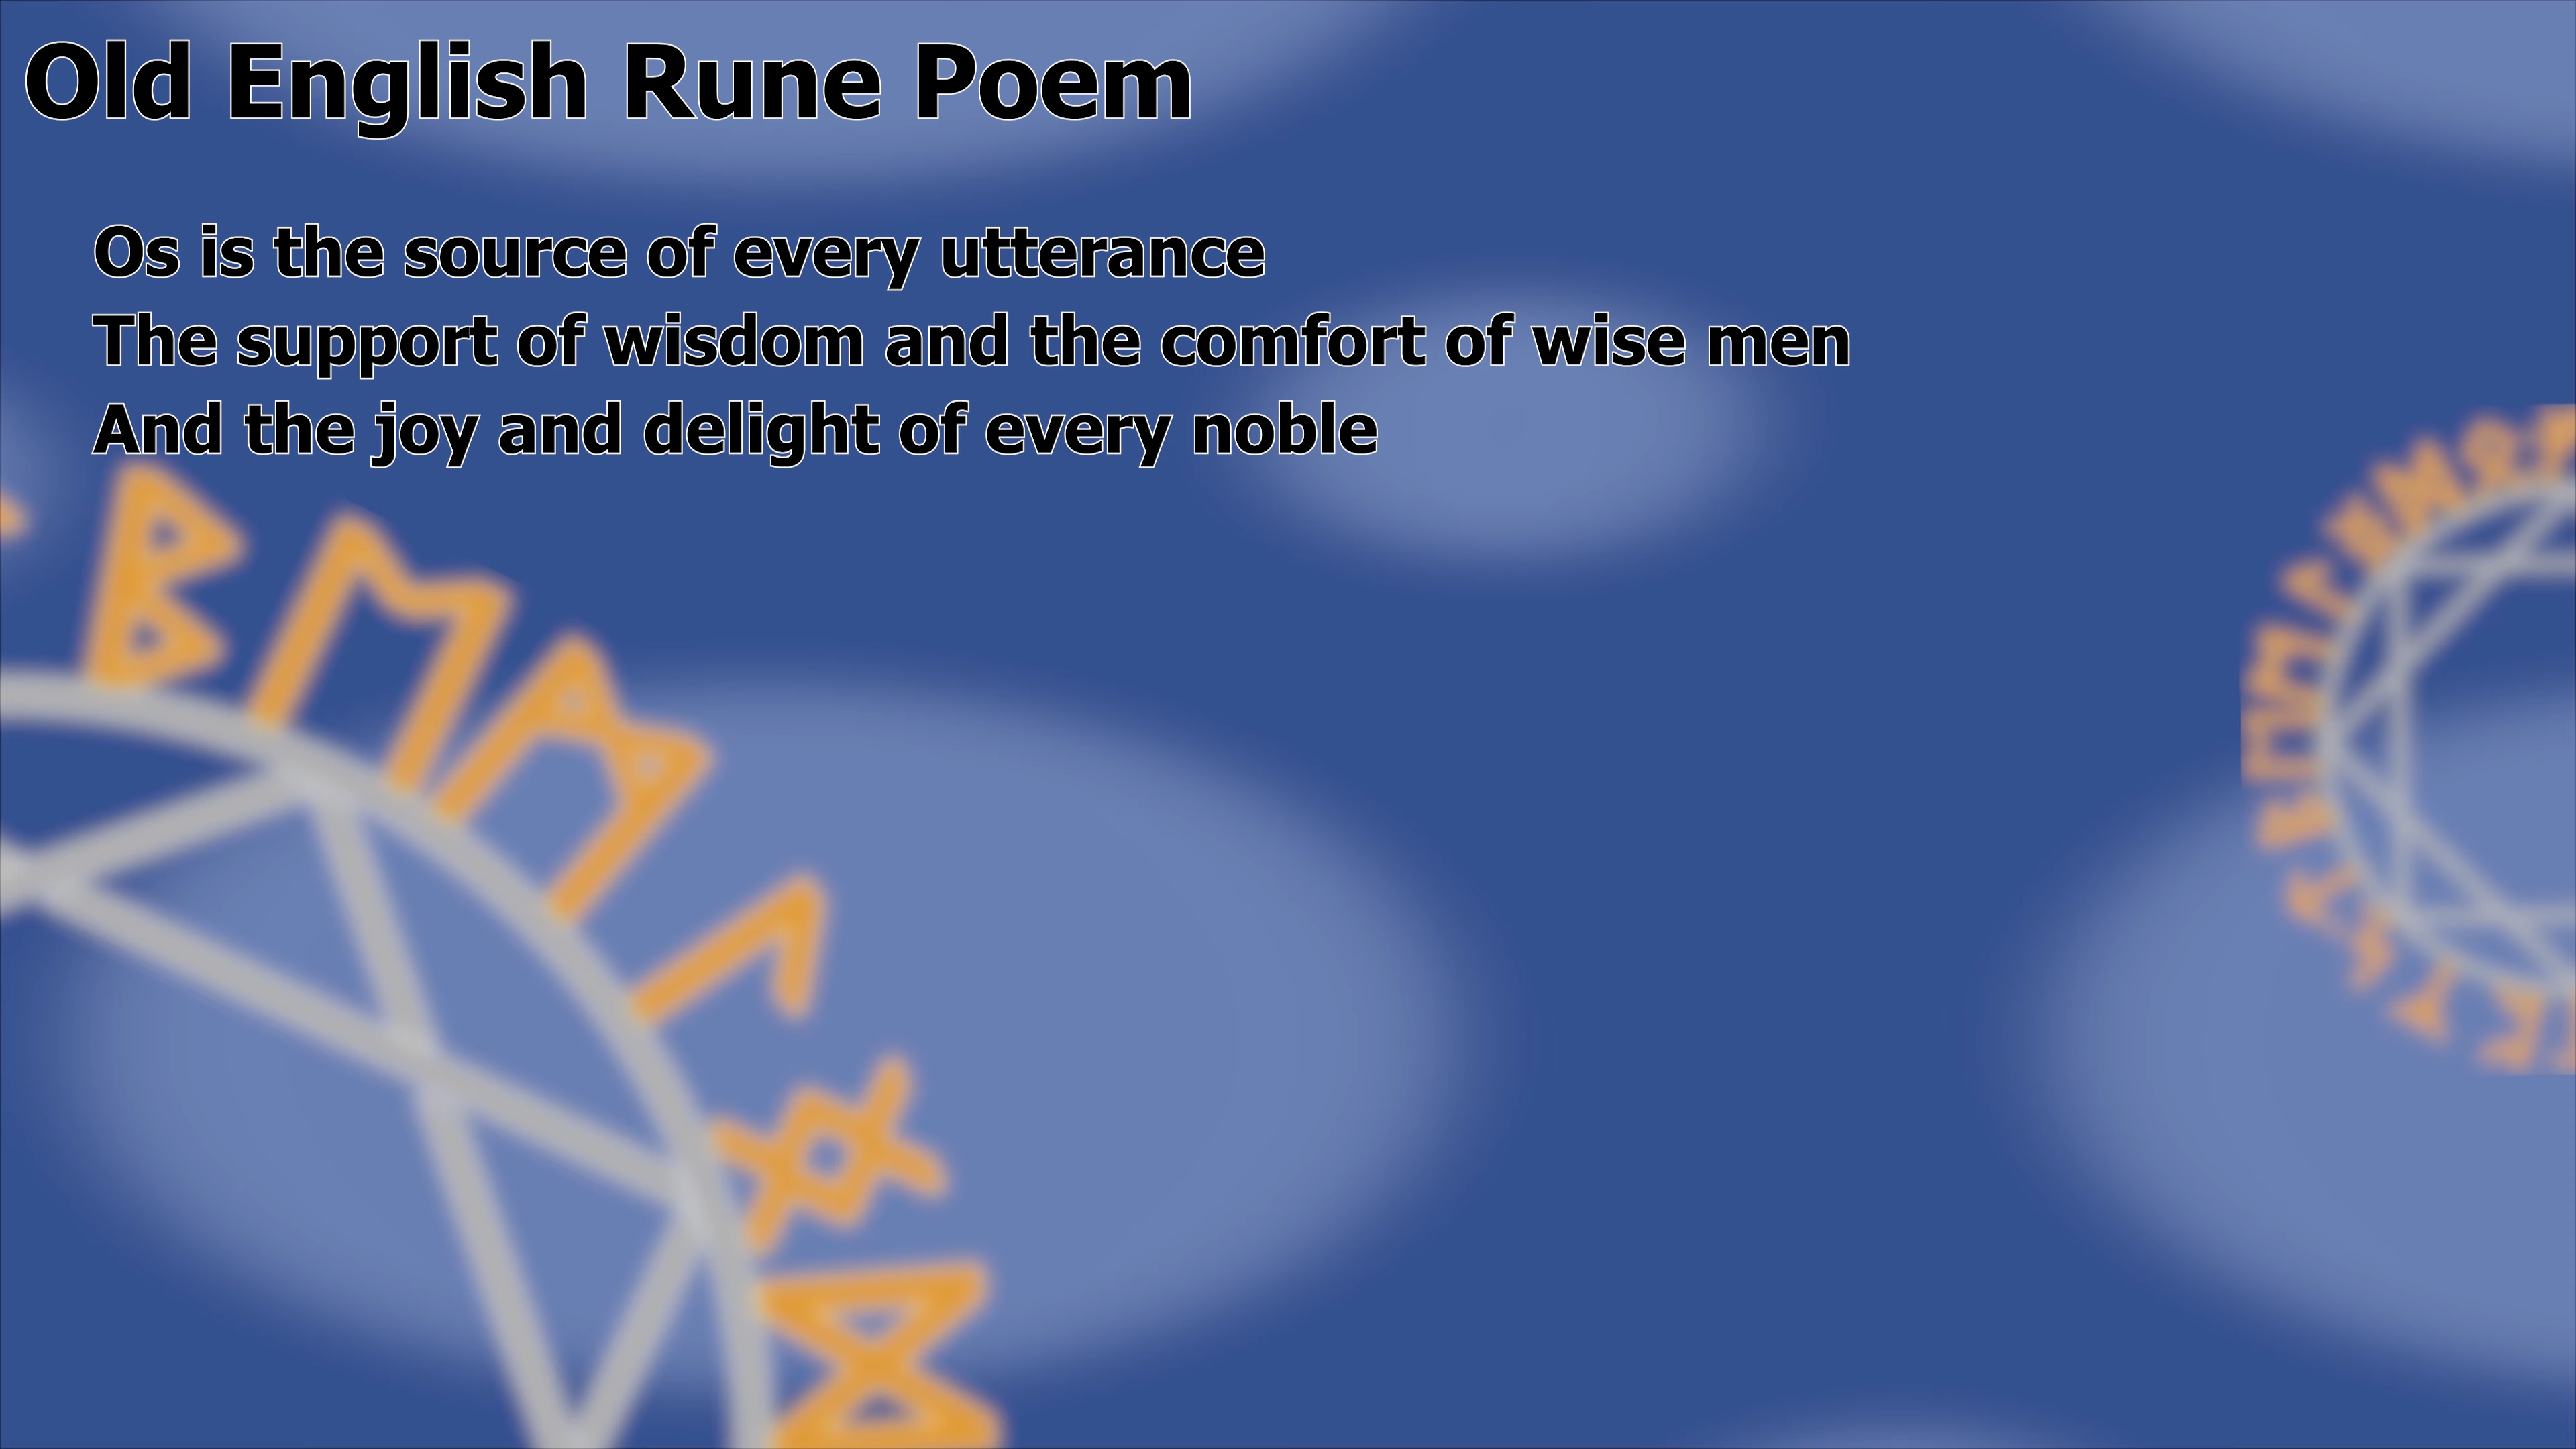 Old English Rune Poem
Os is the source of every utterance
The support of wisdom and the comfort of wise men
And the joy and delight of every noble
ᛒ ᛖ ᛗ ᛚ ᛝ ᛞ